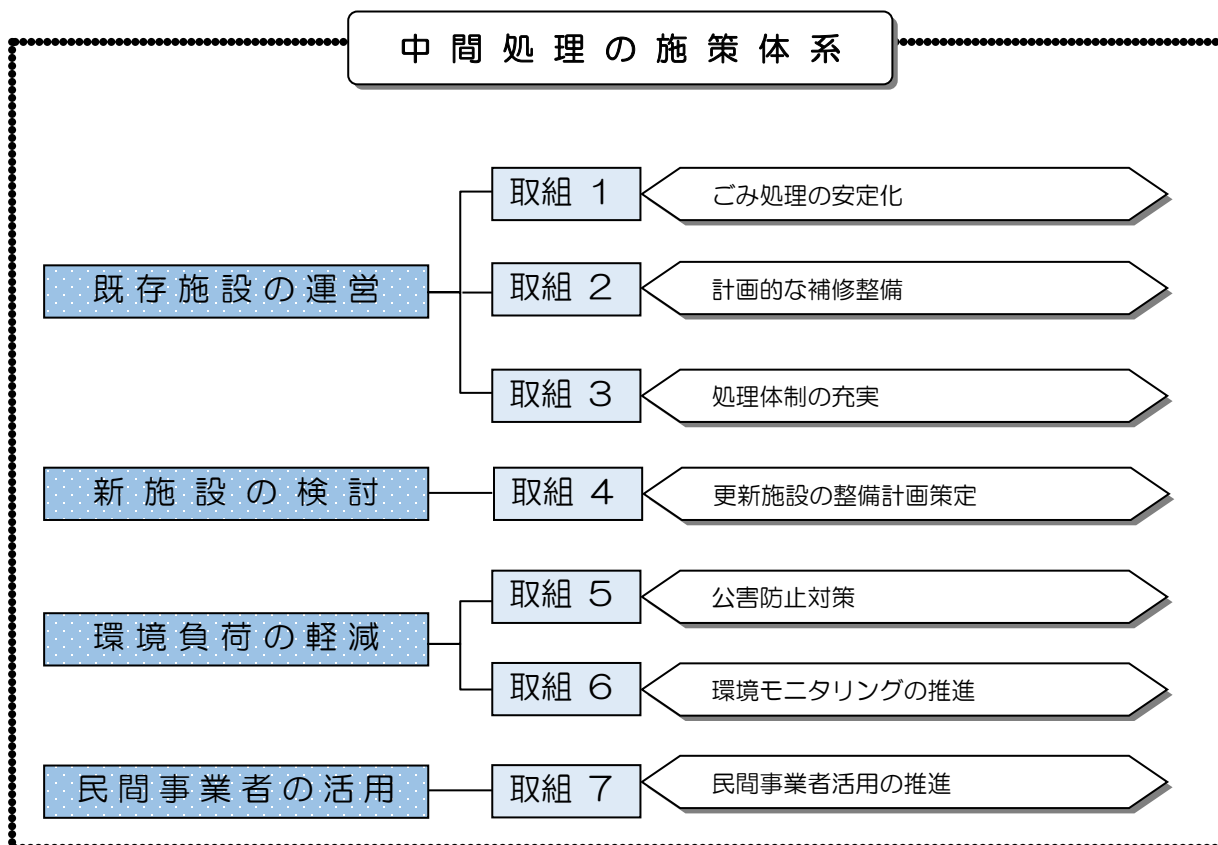 中間処理の施策体系
取組 1
ごみ処理の安定化
既存施設の運営
取組 2
計画的な補修整備
取組 3
処理体制の充実
新施設の検討
取組 4
更新施設の整備計画策定
取組 5
公害防止対策
環境負荷の軽減
取組 6
環境モニタリングの推進
民間事業者の活用
取組 7
民間事業者活用の推進